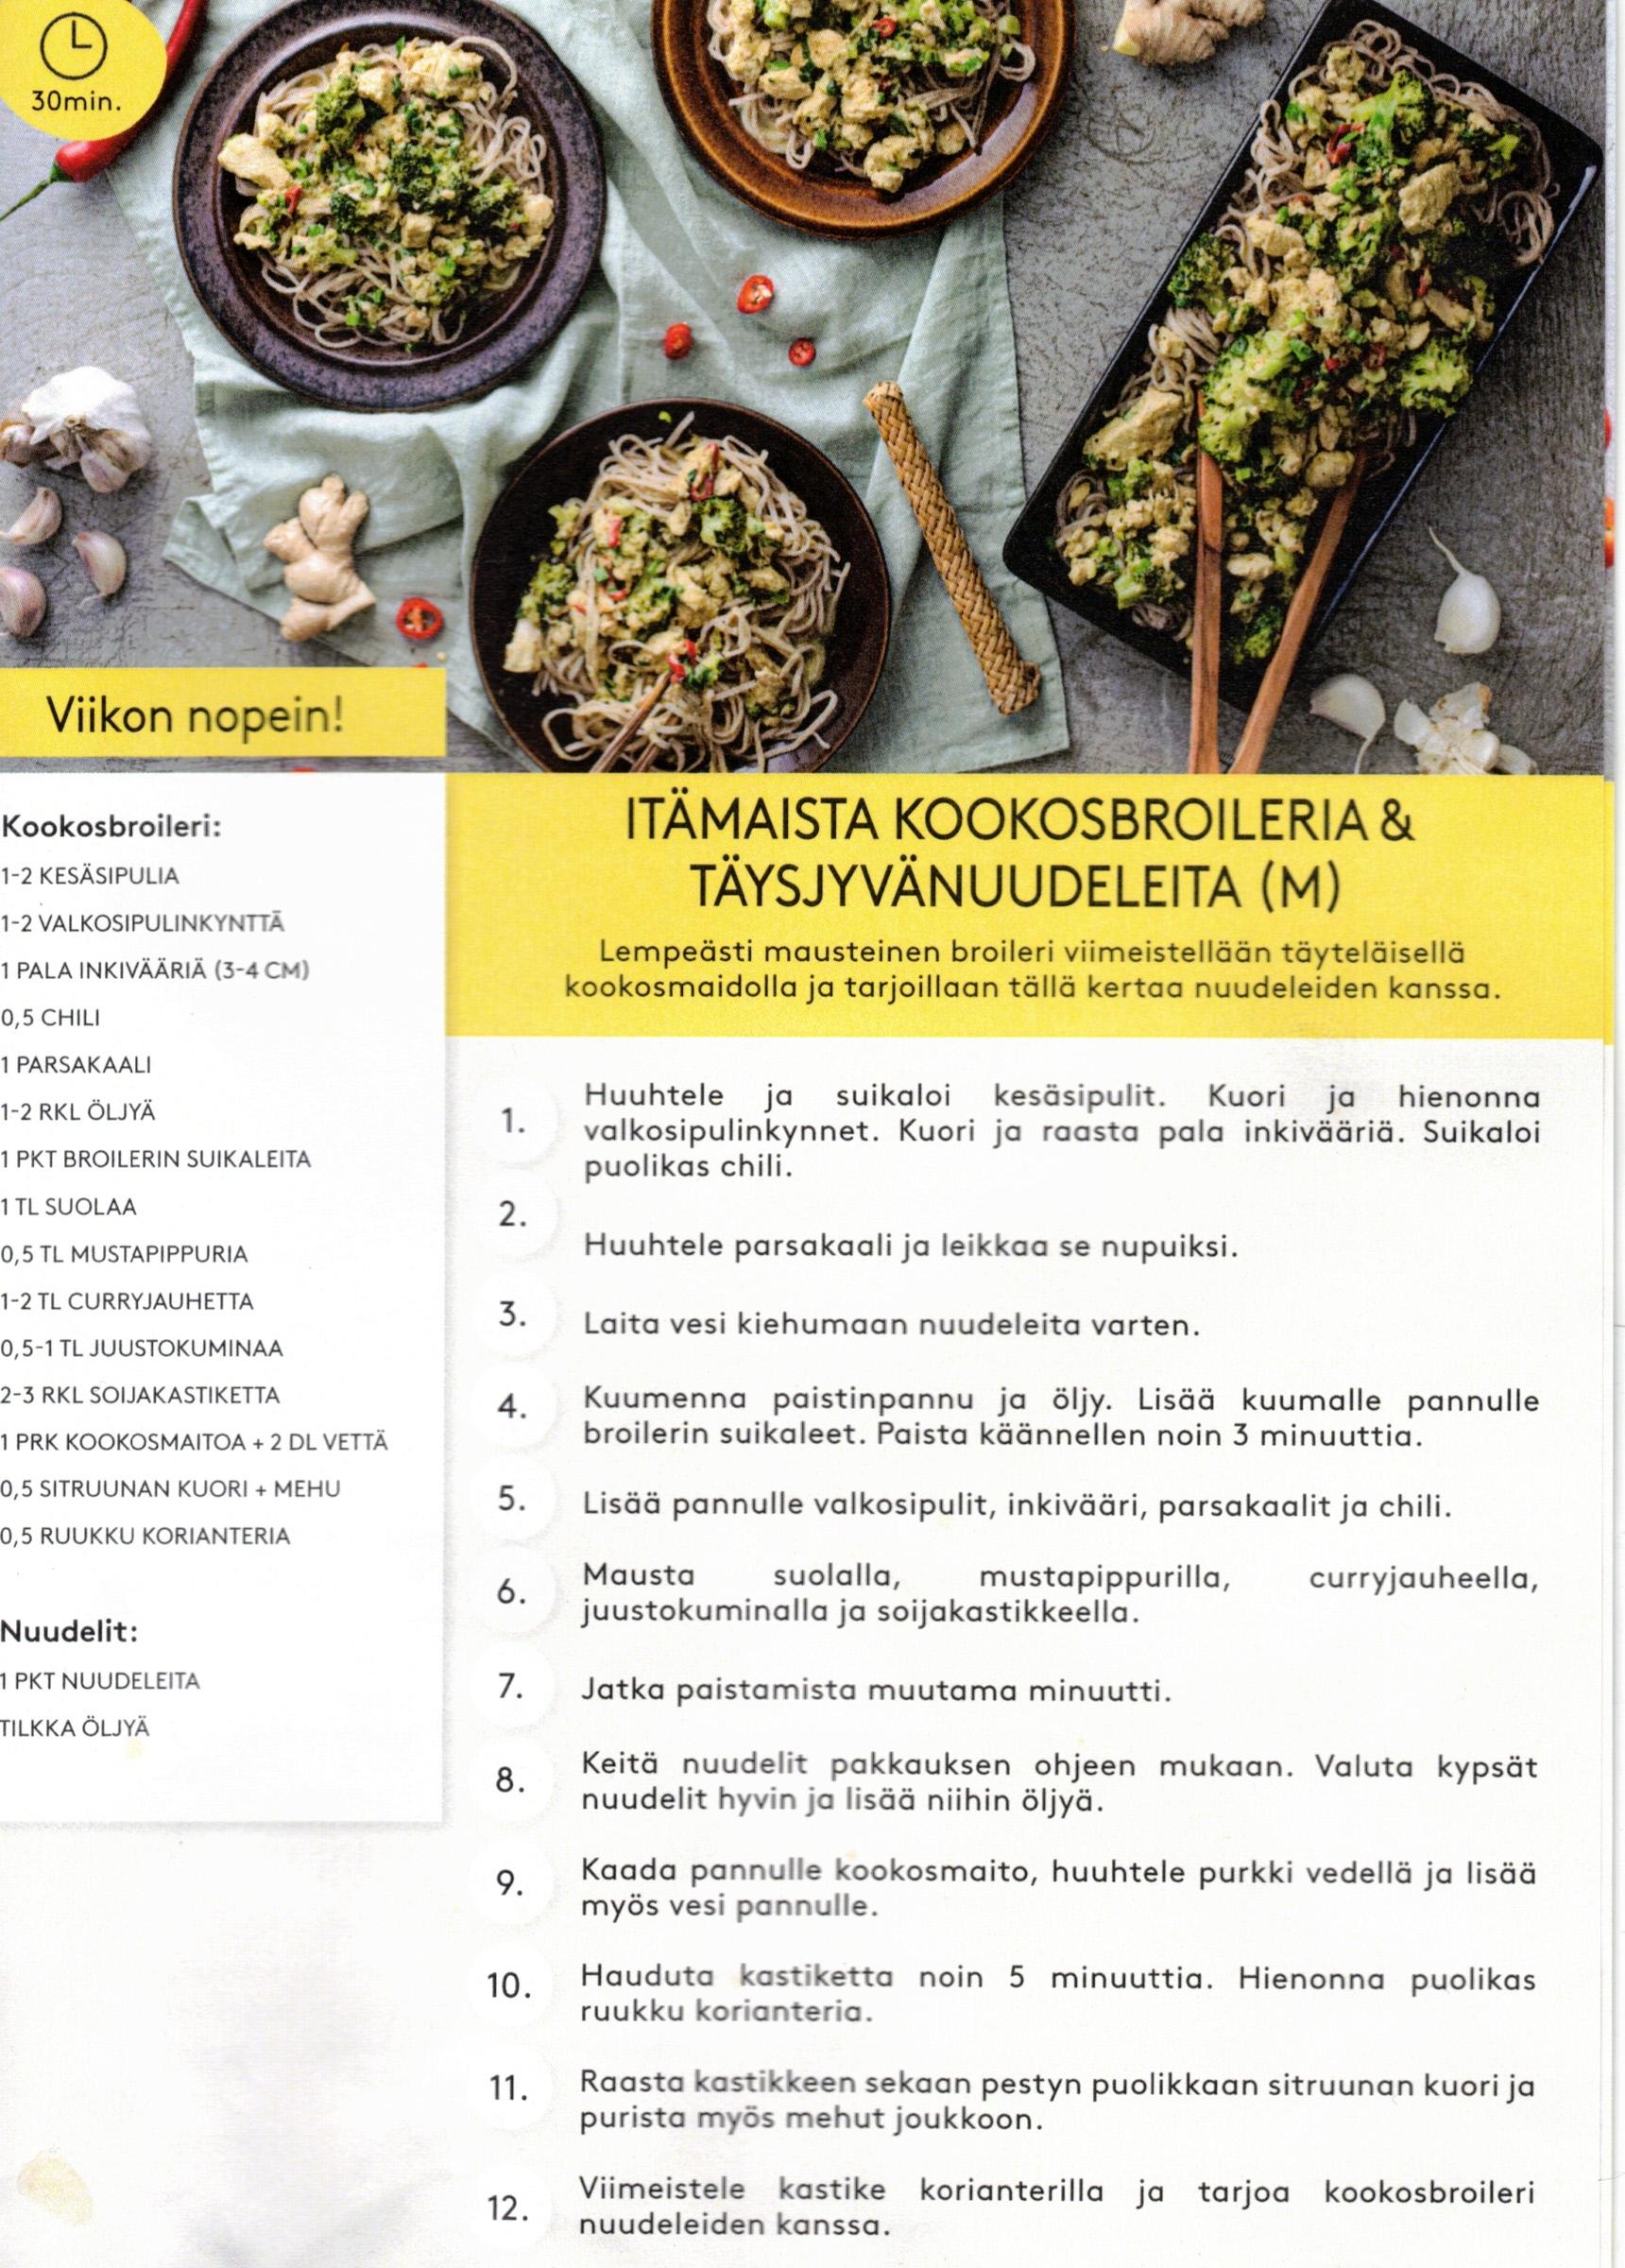 30min.
Viikon nopein!
Kookosbroileri:
1-2 KESÄSIPULIA
1-2 VALKOSIPULINKYNTTÄ
1 PALA INKIVÄÄRIÄ (3-4 CM)
0,5 CHILI
1 PARSAKAALI
1-2 RKL ÖLJYÄ
1 PKT BROILERIN SUIKALEITA
1 TL SUOLAA
0,5 TL MUSTAPIPPURIA
1-2 TL CURRYJAUHETTA
0,5-1 TL JUUSTOKUMINAA
2-3 RKL SOIJAKASTIKETTA
1 PRK KOOKOSMAITOA + 2 DL VETTÄ
0,5 SITRUUNAN KUORI + MEHU
0,5 RUUKKU KORIANTERIA
Nuudelit:
1 PKT NUUDELEITA
TILKKA ÖLJYÄ
ITÄMAISTA KOOKOSBROILERIA &
TÄYSJYVÄNUUDELEITA (M)
Lempeästi mausteinen broileri viimeistellään täyteläisellä
kookosmaidolla ja tarjoillaan tällä kertaa nuudeleiden kanssa.
1. Huuhtele ja suikaloi kesäsipulit. Kuori ja hienonna
valkosipulinkynnet. Kuori ja raasta pala inkivääriä. Suikaloi
puolikas chili.
2. Huuhtele parsakaali ja leikkaa se nupuiksi.
3. Laita vesi kiehumaan nuudeleita varten.
4. Kuumenna paistinpannu ja öljy. Lisää kuumalle pannulle
broilerin suikaleet. Paista käännellen noin 3 minuuttia.
5. Lisää pannulle valkosipulit, inkivääri, parsakaalit ja chili.
6. Mausta suolalla, mustapippurilla, curryjauheella,
juustokuminalla ja soijakastikkeella.
7. Jatka paistamista muutama minuutti.
8. Keitä nuudelit pakkauksen ohjeen mukaan. Valuta kypsät
nuudelit hyvin ja lisää niihin öljyä.
9. Kaada pannulle kookosmaito, huuhtele purkki vedellä ja lisää
myös vesi pannulle.
10. Hauduta kastiketta noin 5 minuuttia. Hienonna puolikas
ruukku korianteria.
11. Raasta kastikkeen sekaan pestyn puolikkaan sitruunan kuori ja
purista myös mehut joukkoon.
12. Viimeistele kastike korianterilla ja tarjoa kookosbroileri
nuudeleiden kanssa.